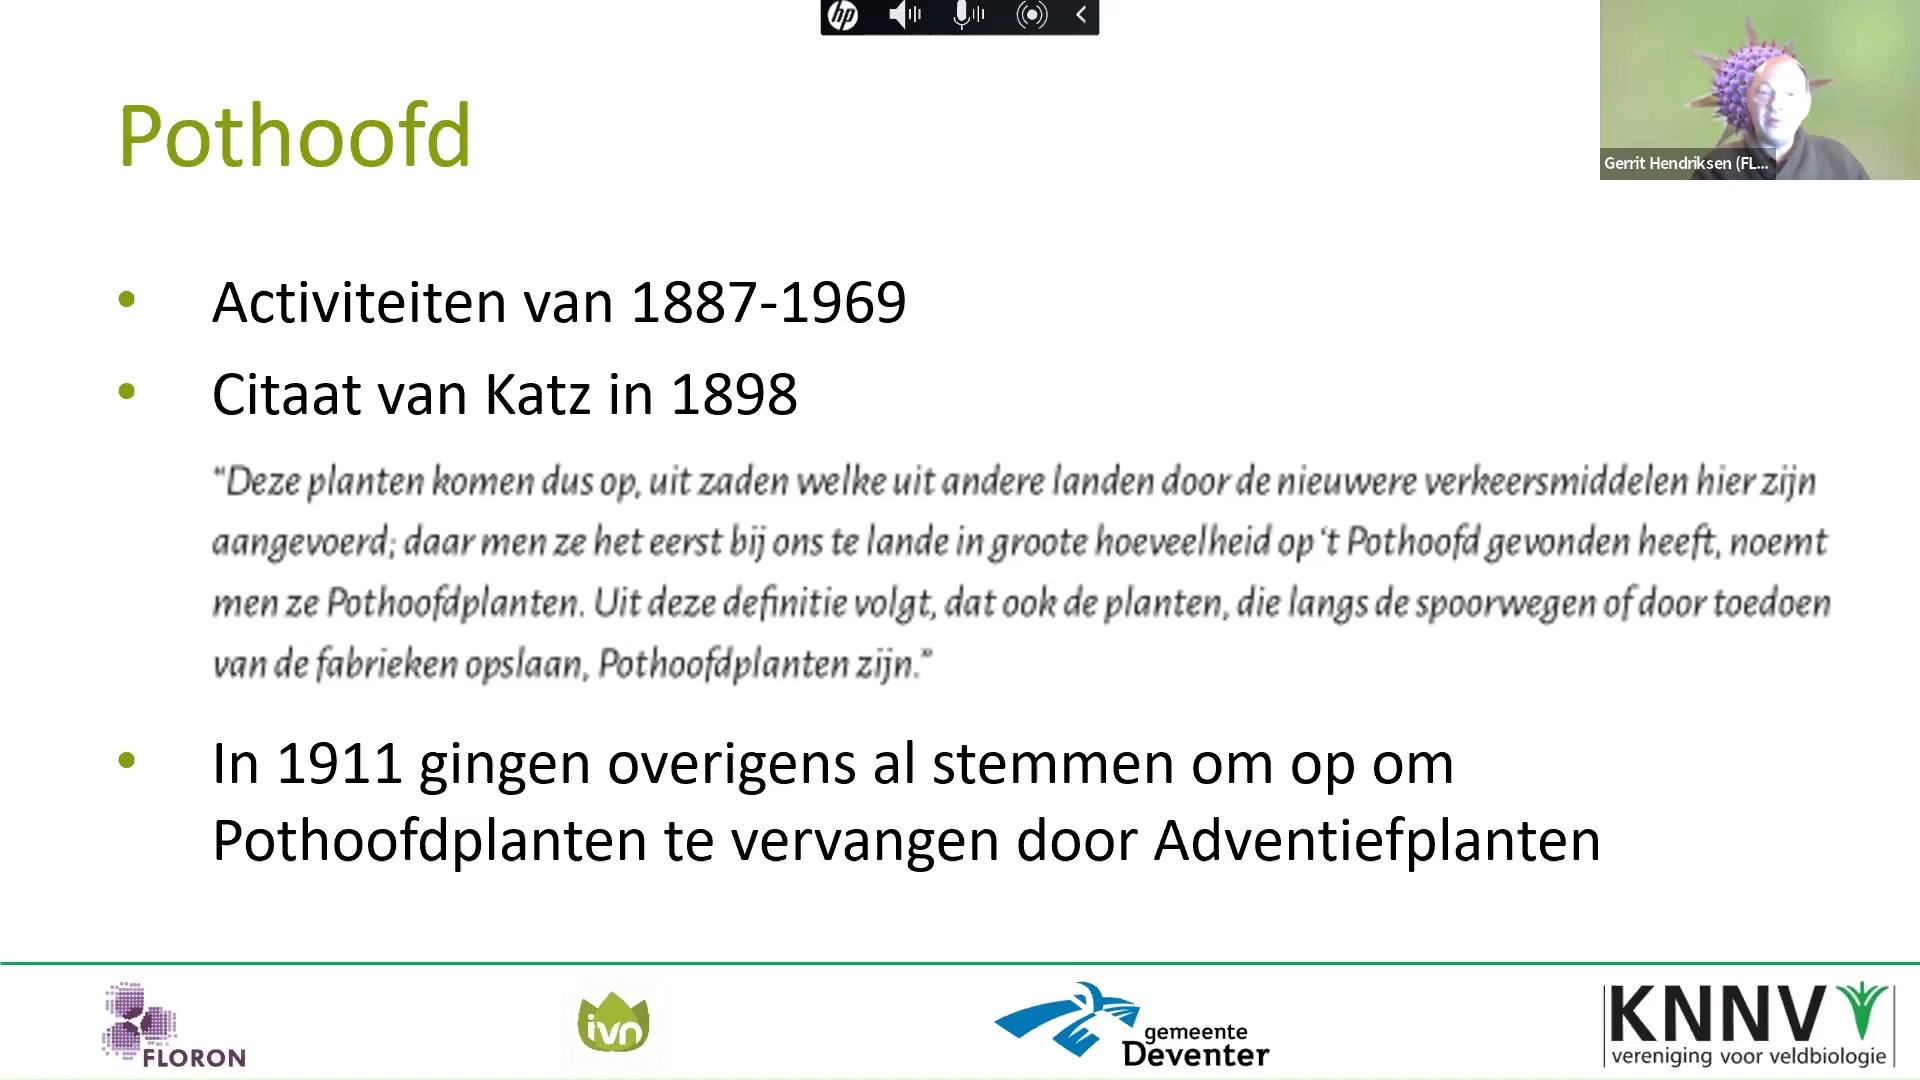 hp
Gerrit Hendriksen (FL...
Pothoofd
• Activiteiten van 1887-1969
• Citaat van Katz in 1898
“Deze planten komen dus op, uit zaden welke uit andere landen door de nieuwere verkeersmiddelen hier zijn
aangevoerd; daar men ze het eerst bij ons te lande in groote hoeveelheid op ‘t Pothoofd gevonden heeft, noemt
men ze Pothoofdplanten. Uit deze definitie volgt, dat ook de planten, die langs de spoorwegen of door toedoen
van de fabrieken opslaan, Pothoofdplanten zijn.”
• In 1911 gingen overigens al stemmen om op om
Pothoofdplanten te vervangen door Adventiefplanten
FLORON
ivn
gemeente
Deventer
KNNV
vereniging voor veldbiologie